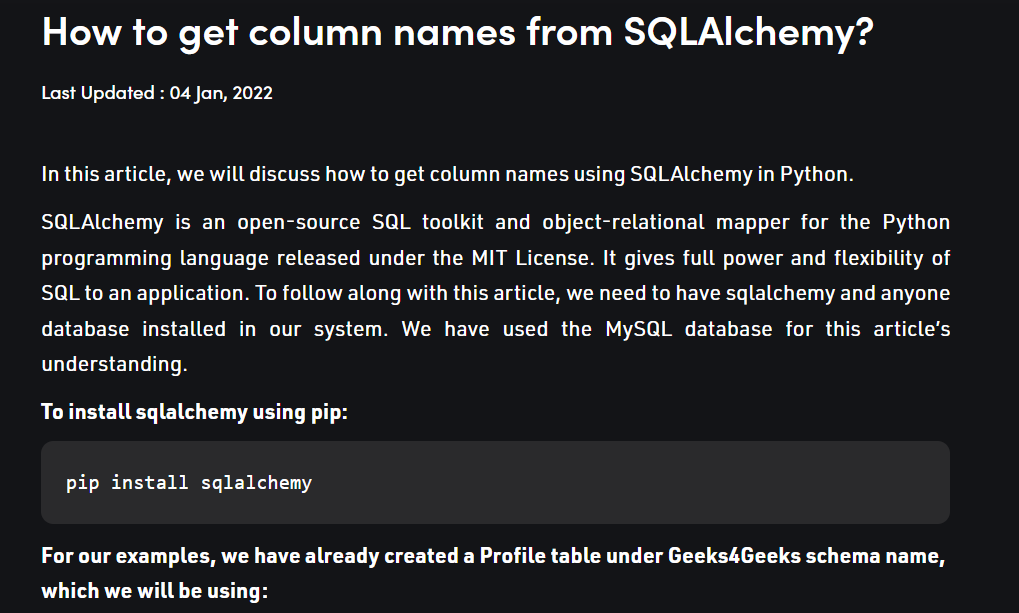 How to get column names from SQLAlchemy?
Last Updated : 04 Jan, 2022
In this article, we will discuss how to get column names using SQLAlchemy in Python.
SQLAlchemy is an open-source SQL toolkit and object-relational mapper for the Python
programming language released under the MIT License. It gives full power and flexibility of
SQL to an application. To follow along with this article, we need to have sqlalchemy and anyone
database installed in our system. We have used the MySQL database for this article’s
understanding.
To install sqlalchemy using pip:
pip install sqlalchemy
For our examples, we have already created a Profile table under Geeks4Geeks schema name,
which we will be using: